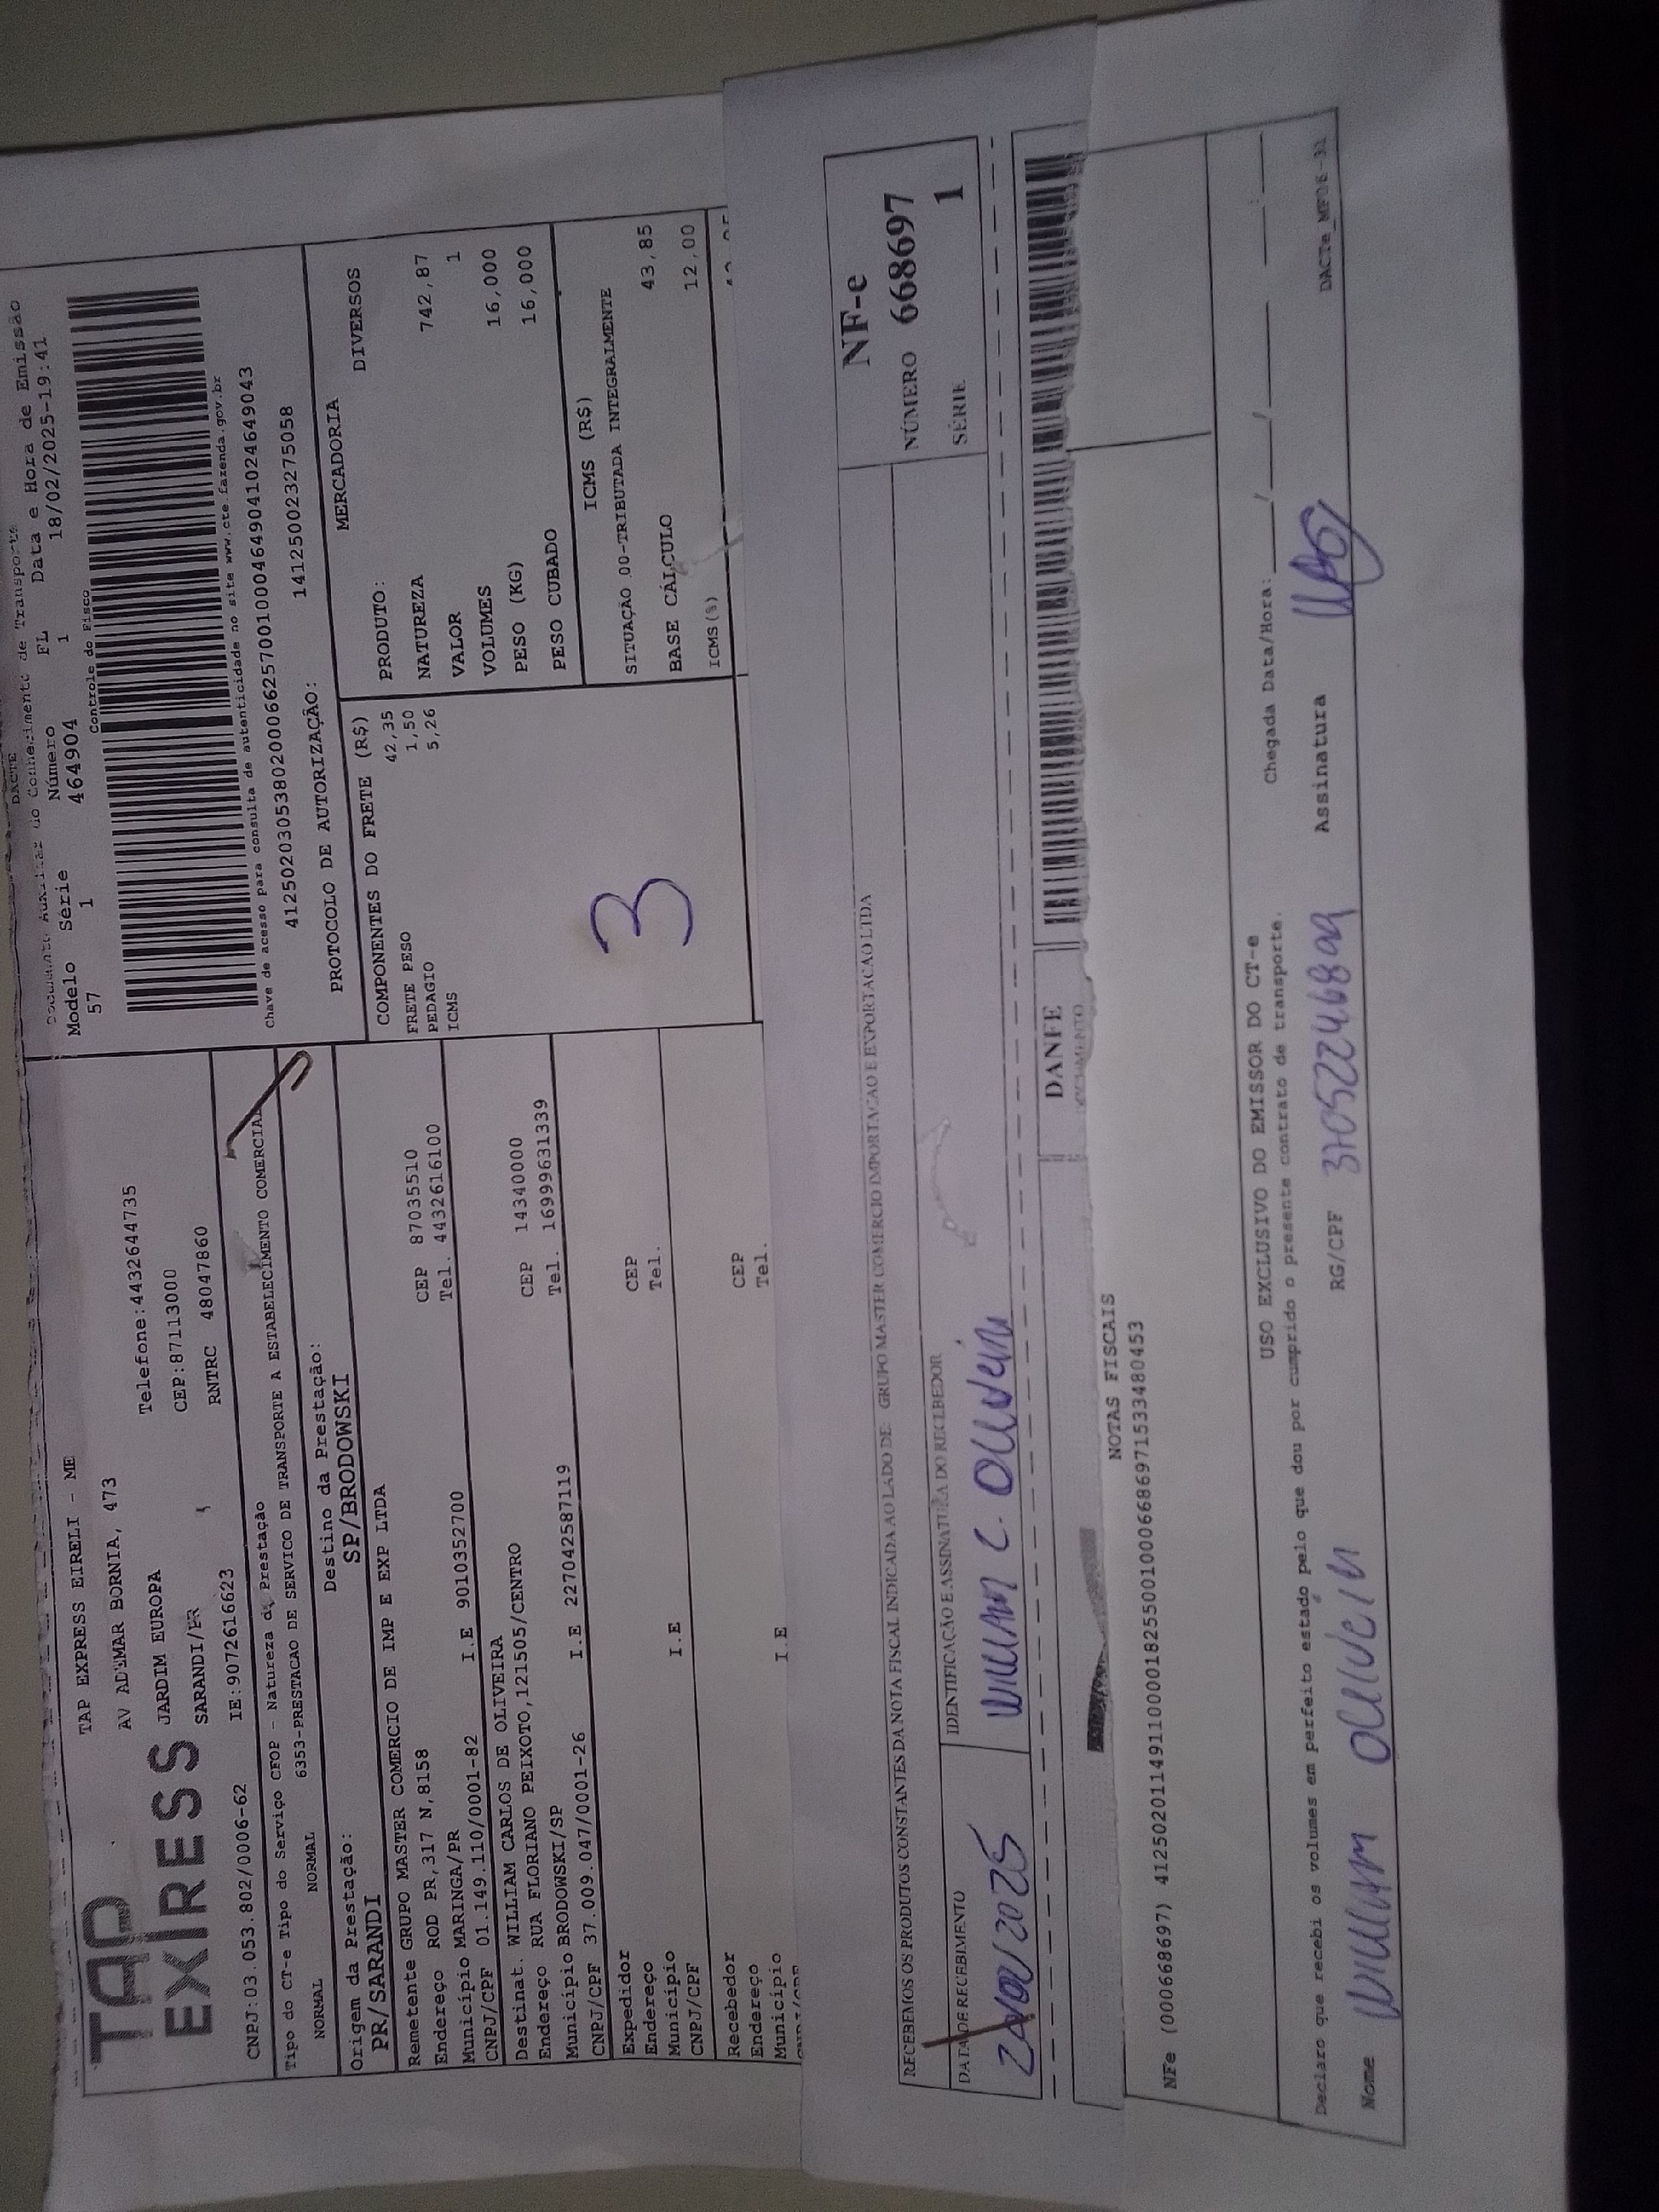 DACTE
Documento Auxiliar do Conhecimento de Transporte
Modelo Série Número FL Data e Hora de Emissão
57 1 464904 1 18/02/2025-19:41
Controle do Fisco
Chave de acesso para consulta de autenticidade no site www.cte.fazenda.gov.br
41250203053802000662570010004649041024649043
PROTOCOLO DE AUTORIZAÇÃO: 141250023275058
TAP
EXPRESS
TAP EXPRESS EIRELI - ME
AV ADEMAR BORNIA, 473
JARDIM EUROPA
SARANDI/PR
Telefone:4432644735
CEP:87113000
CNPJ:03.053.802/0006-62 IE:9072616623 RNTRC 48047860
Tipo do CT-e Tipo do Serviço CFOP - Natureza da Prestação
NORMAL NORMAL 6353-PRESTACAO DE SERVICO DE TRANSPORTE A ESTABELECIMENTO COMERCIAL
Origem da Prestação: Destino da Prestação:
PR/SARANDI SP/BRODOWSKI
Remetente GRUPO MASTER COMERCIO DE IMP E EXP LTDA
Endereço ROD PR,317 N,8158 CEP 87035510
Município MARINGA/PR Tel. 4432616100
CNPJ/CPF 01.149.110/0001-82 I.E 9010352700
Destinat. WILLIAM CARLOS DE OLIVEIRA
Endereço RUA FLORIANO PEIXOTO,121505/CENTRO CEP 14340000
Município BRODOWSKI/SP Tel. 16999631339
CNPJ/CPF 37.009.047/0001-26 I.E 227042587119
Expedidor
Endereço CEP
Município Tel.
CNPJ/CPF I.E
Recebedor
Endereço CEP
Município Tel.
CNPJ/CPF I.E
COMPONENTES DO FRETE (R$)
FRETE PESO 42,35
PEDAGIO 1,50
ICMS 5,26
3
MERCADORIA
PRODUTO: DIVERSOS
NATUREZA
VALOR 742,87
VOLUMES 1
PESO (KG) 16,000
PESO CUBADO 16,000
ICMS (R$)
SITUAÇÃO 00-TRIBUTADA INTEGRALMENTE
BASE CÁLCULO 43,85
ICMS(%) 12,00
RECEBEMOS OS PRODUTOS CONSTANTES DA NOTA FISCAL INDICADA AO LADO DE: GRUPO MASTER COMERCIO IMPORTACAO E EXPORTACAO LTDA
DATA DE RECEBIMENTO
IDENTIFICAÇÃO E ASSINATURA DO RECEBEDOR
William C. Oliveira
NF-e
NÚMERO 668697
SÉRIE 1
DANFE
DOCUMENTO
NOTAS FISCAIS
NFe (000668697) 41250201149110000182550010006686971533480453
USO EXCLUSIVO DO EMISSOR DO CT-e
Declaro que recebi os volumes em perfeito estado pelo que dou por cumprido o presente contrato de transporte.
Chegada Data/Hora: ____/____/____ ____:____
Nome William Oliveira RG/CPF 37052246809 Assinatura
DACTe_MF06-32